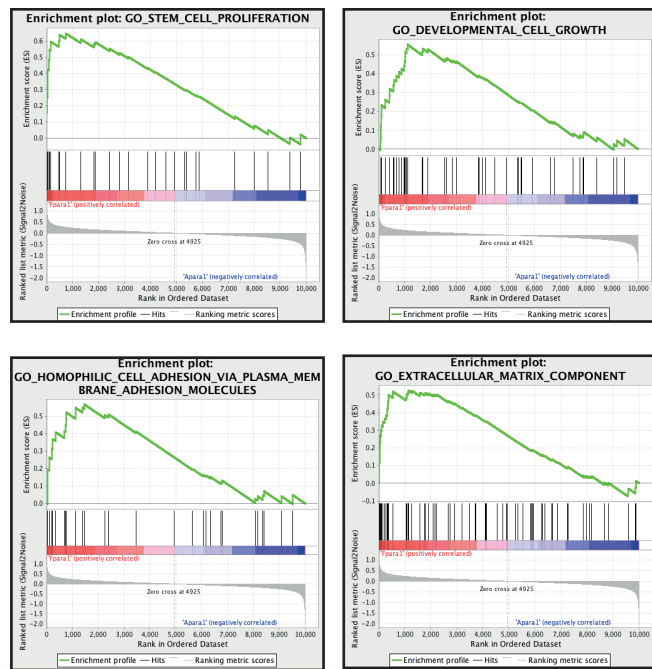 Enrichment plot: GO_STEM_CELL_PROLIFERATION
Enrichment score (ES)
0.6
0.5
0.4
0.3
0.2
0.1
0.0
'Fpara1' (positively correlated)
Ranked list metric (Signal2Noise)
1.0
0.5
0.0
-0.5
-1.0
-1.5
-2.0
Zero cross at 4925
'Apara1' (negatively correlated)
0 1,000 2,000 3,000 4,000 5,000 6,000 7,000 8,000 9,000 10,000
Rank in Ordered Dataset
Enrichment profile Hits Ranking metric scores
Enrichment plot:
GO_DEVELOPMENTAL_CELL_GROWTH
Enrichment score (ES)
0.5
0.4
0.3
0.2
0.1
0.0
'Fpara1' (positively correlated)
Ranked list metric (Signal2Noise)
1.0
0.5
0.0
-0.5
-1.0
-1.5
-2.0
Zero cross at 4925
'Apara1' (negatively correlated)
0 1,000 2,000 3,000 4,000 5,000 6,000 7,000 8,000 9,000 10,000
Rank in Ordered Dataset
Enrichment profile Hits Ranking metric scores
Enrichment plot:
GO_HOMOPHILIC_CELL_ADHESION_VIA_PLASMA_MEM
BRANE_ADHESION_MOLECULES
Enrichment score (ES)
0.5
0.4
0.3
0.2
0.1
0.0
'Fpara1' (positively correlated)
Ranked list metric (Signal2Noise)
1.0
0.5
0.0
-0.5
-1.0
-1.5
-2.0
Zero cross at 4925
'Apara1' (negatively correlated)
0 1,000 2,000 3,000 4,000 5,000 6,000 7,000 8,000 9,000 10,000
Rank in Ordered Dataset
Enrichment profile Hits Ranking metric scores
Enrichment plot:
GO_EXTRACELLULAR_MATRIX_COMPONENT
Enrichment score (ES)
0.5
0.4
0.3
0.2
0.1
0.0
-0.1
'Fpara1' (positively correlated)
Ranked list metric (Signal2Noise)
1.0
0.5
0.0
-0.5
-1.0
-1.5
-2.0
Zero cross at 4925
'Apara1' (negatively correlated)
0 1,000 2,000 3,000 4,000 5,000 6,000 7,000 8,000 9,000 10,000
Rank in Ordered Dataset
Enrichment profile Hits Ranking metric scores